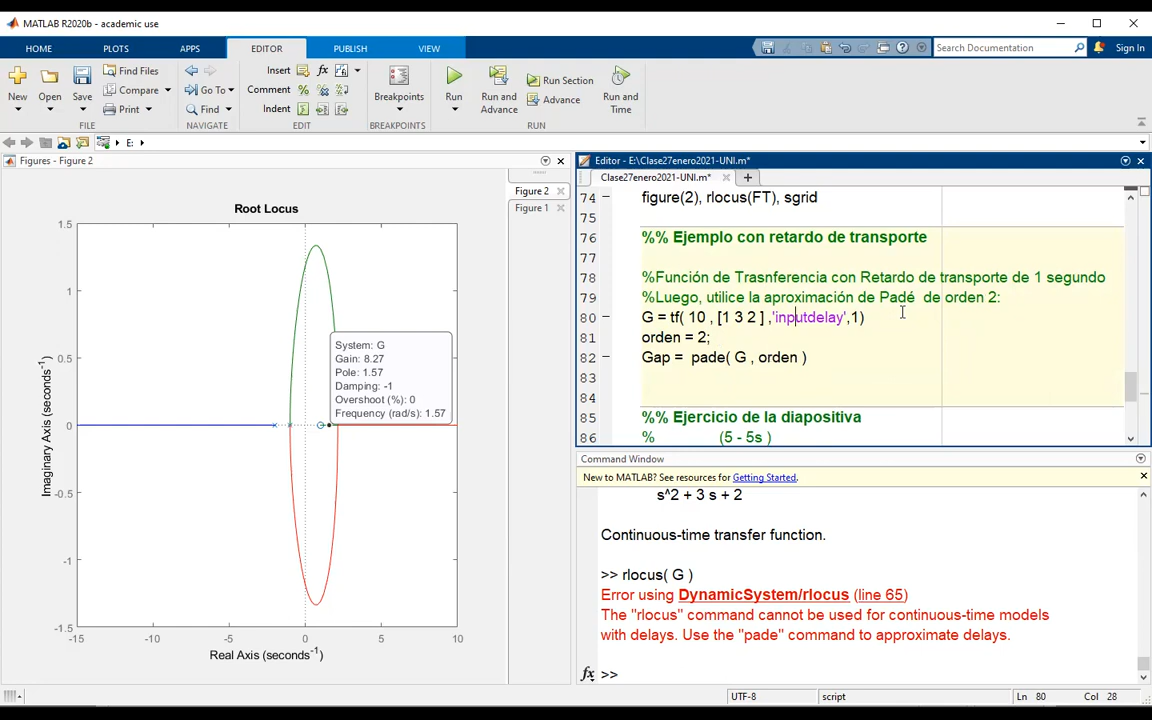 MATLAB R2020b - academic use
HOME PLOTS APPS EDITOR PUBLISH VIEW
Search Documentation
Sign In
New
Open
Save
Find Files
Compare
Print
FILE
Go To
Find
NAVIGATE
Insert
Comment
Indent
EDIT
Breakpoints
BREAKPOINTS
Run
Run and Advance
Run Section
Advance
Run and Time
RUN
E:
Figures - Figure 2
Figure 2
Figure 1
Root Locus
Imaginary Axis (seconds⁻¹)
1.5
1
0.5
0
-0.5
-1
-1.5
System: G
Gain: 8.27
Pole: 1.57
Damping: -1
Overshoot (%): 0
Frequency (rad/s): 1.57
-15 -10 -5 0 5 10
Real Axis (seconds⁻¹)
Editor - E:\Clase27enero2021-UNI.m*
Clase27enero2021-UNI.m*
74 figure(2), rlocus(FT), sgrid
75
76 %% Ejemplo con retardo de transporte
77
78 %Función de Trasnferencia con Retardo de transporte de 1 segundo
79 %Luego, utilice la aproximación de Padé de orden 2:
80 G = tf( 10 , [1 3 2 ] ,'inputdelay',1)
81 orden = 2;
82 Gap = pade( G , orden )
83
84
85 %% Ejercicio de la diapositiva
86 % (5 - 5s )
Command Window
New to MATLAB? See resources for Getting Started.
s^2 + 3 s + 2
Continuous-time transfer function.
>> rlocus( G )
Error using DynamicSystem/rlocus (line 65)
The "rlocus" command cannot be used for continuous-time models
with delays. Use the "pade" command to approximate delays.
fx >>
UTF-8 script Ln 80 Col 28